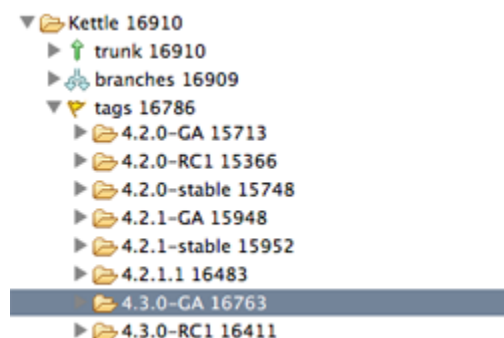 Kettle 16910
trunk 16910
branches 16909
tags 16786
4.2.0-GA 15713
4.2.0-RC1 15366
4.2.0-stable 15748
4.2.1-GA 15948
4.2.1-stable 15952
4.2.1.1 16483
4.3.0-GA 16763
4.3.0-RC1 16411